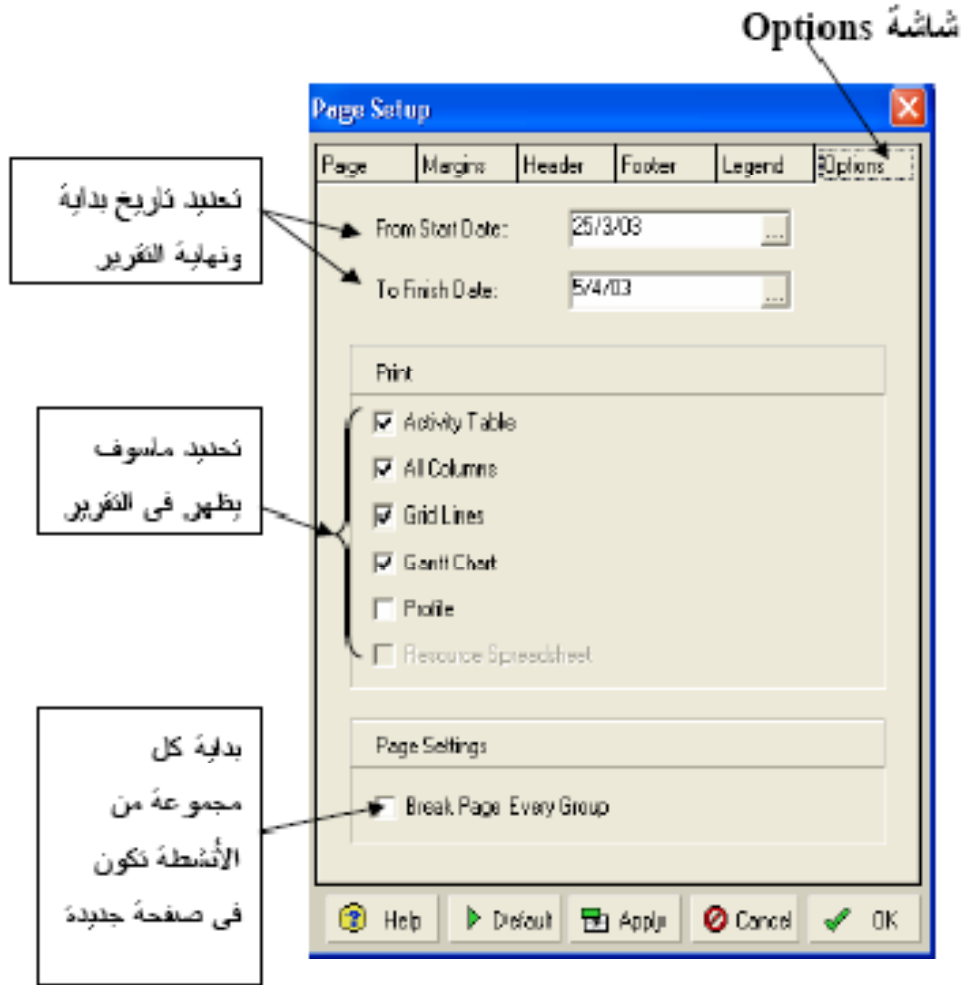 شاشة Options
Page Setup
Page Margins Header Footer Legend Options
تحديد تاريخ بداية
ونهاية التقرير
From Start Date: 25/3/03 ...
To Finish Date: 5/4/03 ...
Print
تحديد ماسوف
يظهر فى التقرير
Activity Table
All Columns
Grid Lines
Gantt Chart
Profile
Resource Spreadsheet
بداية كل
مجموعة من
الأنشطة تكون
فى صفحة جديدة
Page Settings
Break Page Every Group
Help Default Apply Cancel OK